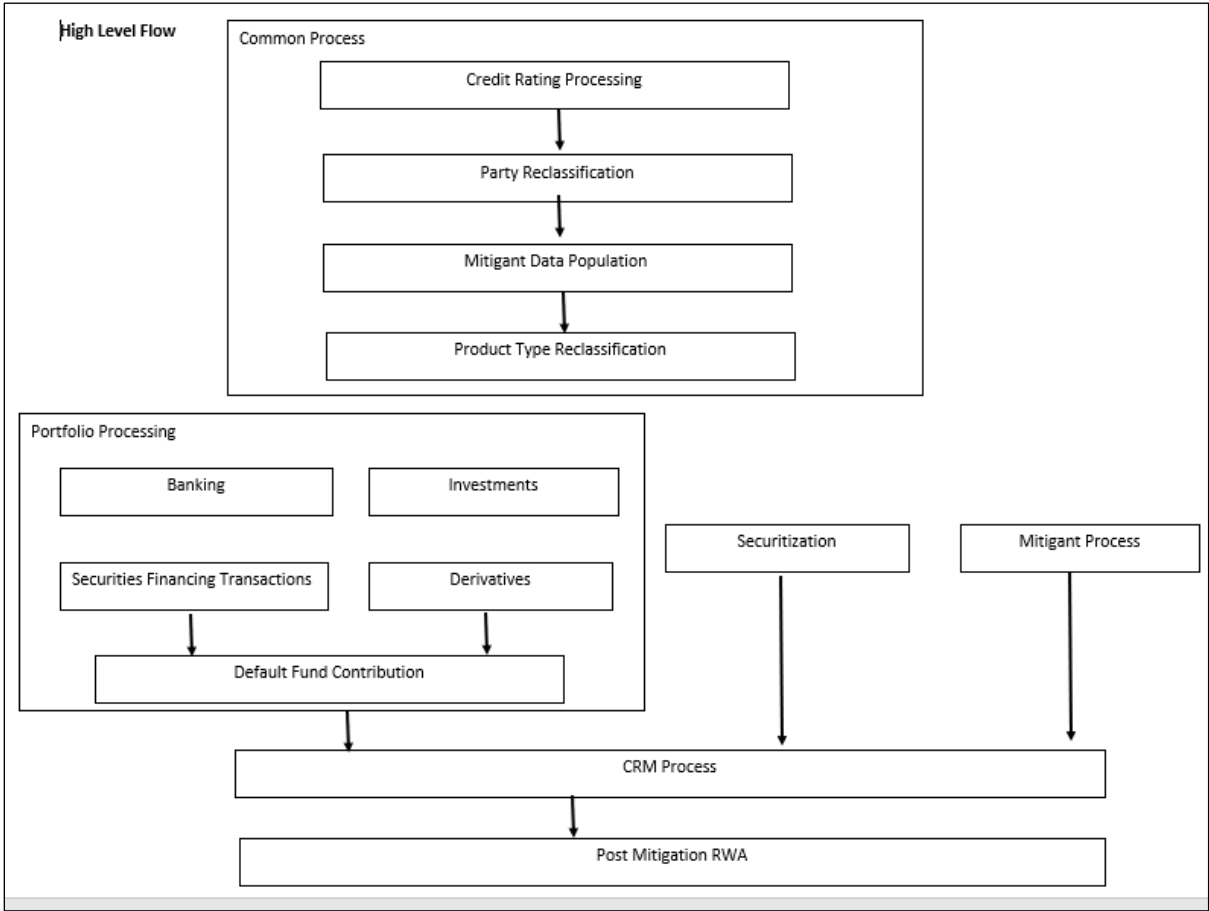 High Level Flow
Common Process
Credit Rating Processing
Party Reclassification
Mitigant Data Population
Product Type Reclassification
Portfolio Processing
Banking
Investments
Securitization
Mitigant Process
Securities Financing Transactions
Derivatives
Default Fund Contribution
CRM Process
Post Mitigation RWA